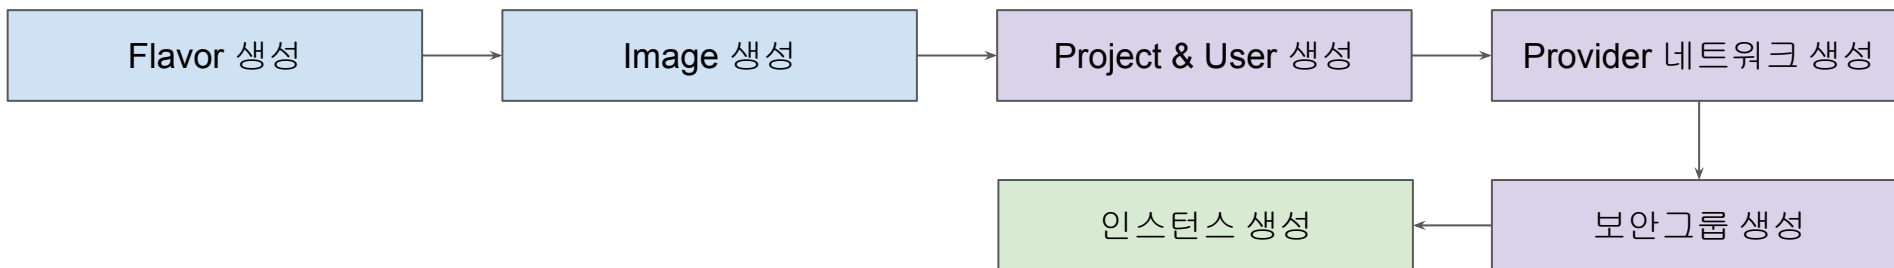 Flavor 생성
Image 생성
Project & User 생성
Provider 네트워크 생성
보안그룹 생성
인스턴스 생성